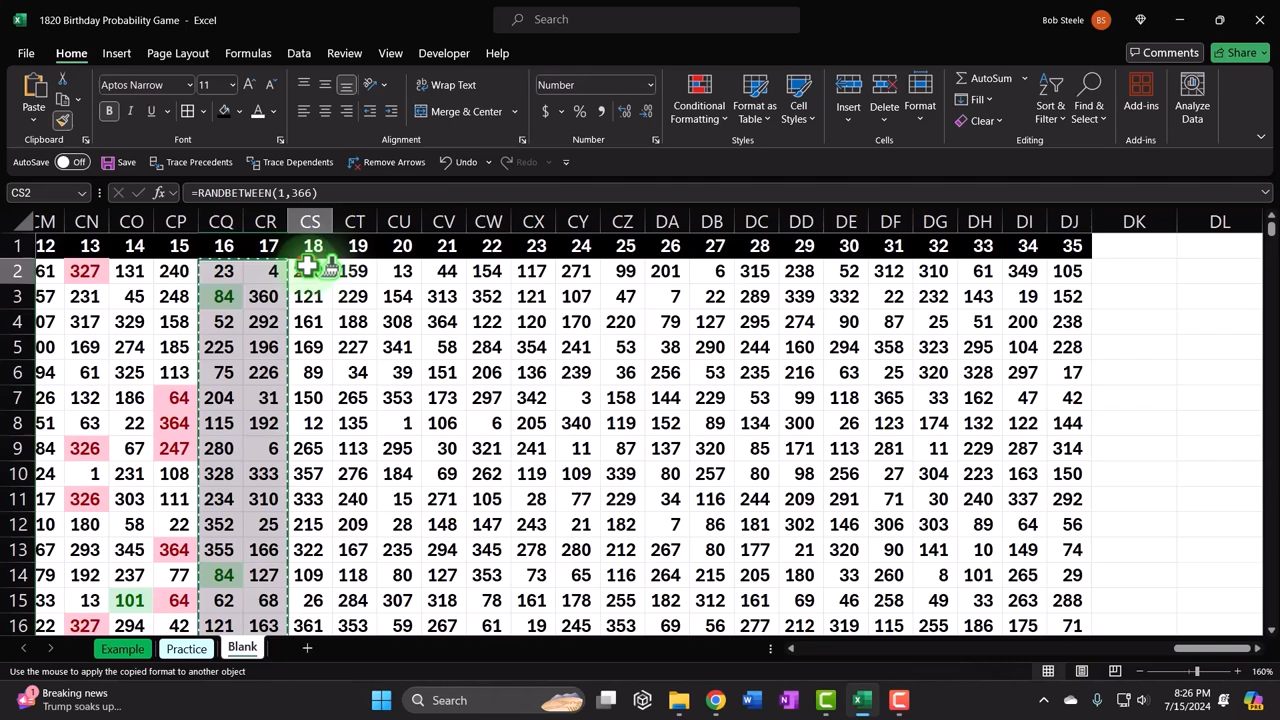 1820 Birthday Probability Game - Excel
Search
Bob Steele BS
File Home Insert Page Layout Formulas Data Review View Developer Help
Comments Share
Paste
Aptos Narrow 11
Wrap Text
Merge & Center
Number
Conditional Formatting
Format as Table
Cell Styles
Insert Delete Format
AutoSum
Fill
Clear
Sort & Filter
Find & Select
Add-ins
Analyze Data
Clipboard Font Alignment Number Styles Cells Editing Add-ins
AutoSave Off Save Trace Precedents Trace Dependents Remove Arrows Undo Redo
CS2 =RANDBETWEEN(1,366)
CM CN CO CP CQ CR CS CT CU CV CW CX CY CZ DA DB DC DD DE DF DG DH DI DJ DK DL
1 12 13 14 15 16 17 18 19 20 21 22 23 24 25 26 27 28 29 30 31 32 33 34 35
2 61 327 131 240 23 4 159 13 44 154 117 271 99 201 6 315 238 52 312 310 61 349 105
3 57 231 45 248 84 360 121 229 154 313 352 121 107 47 7 22 289 339 332 22 232 143 19 152
4 07 317 329 158 52 292 161 188 308 364 122 120 170 220 79 127 295 274 90 87 25 51 200 238
5 00 169 274 185 225 196 169 227 341 58 284 354 241 53 38 290 244 160 294 358 323 295 104 228
6 94 61 325 113 75 226 89 34 39 151 206 136 239 36 256 53 235 216 63 25 320 328 297 17
7 26 132 186 64 204 31 150 265 353 173 297 342 3 158 144 229 53 99 118 365 33 162 47 42
8 51 63 22 364 115 192 12 135 1 106 6 205 340 119 152 89 134 300 26 123 174 132 122 144
9 84 326 67 247 280 6 265 113 295 30 321 241 11 87 137 320 85 171 113 281 11 229 287 314
10 24 1 231 108 328 333 357 276 184 69 262 119 109 339 80 257 80 98 256 27 304 223 163 150
11 17 326 303 111 234 310 333 240 15 271 105 28 77 229 34 116 244 209 291 71 30 240 337 292
12 10 180 58 22 352 25 215 209 28 148 147 243 21 182 7 86 181 302 146 306 303 89 64 56
13 67 293 345 364 355 166 322 167 235 294 345 278 280 212 267 80 177 21 320 90 141 10 149 74
14 79 192 237 77 84 127 109 118 80 127 353 73 65 116 264 215 205 180 33 260 8 101 265 29
15 33 13 101 64 62 68 26 284 307 318 78 161 178 255 182 312 161 69 46 258 49 33 263 288
16 22 327 294 42 121 163 361 353 59 267 61 19 245 353 69 56 277 212 319 115 255 186 175 71
Example Practice Blank
Use the mouse to apply the copied format to another object
160%
Breaking news
Trump soaks up...
Search
8:26 PM
7/15/2024